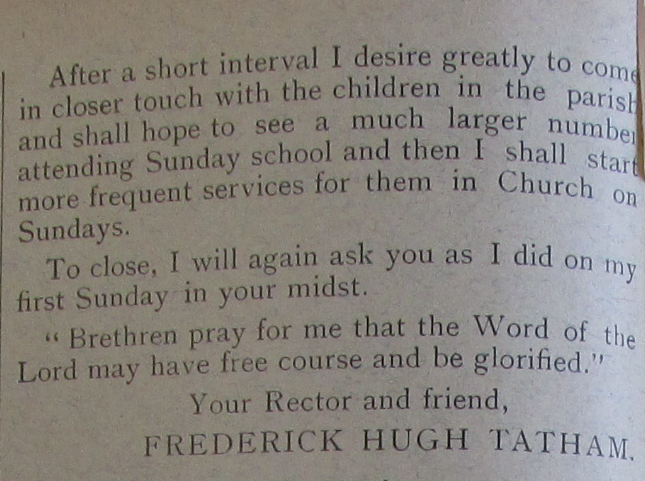 After a short interval I desire greatly to come
in closer touch with the children in the parish
and shall hope to see a much larger number
attending Sunday school and then I shall start
more frequent services for them in Church on
Sundays.
To close, I will again ask you as I did on my
first Sunday in your midst.
“ Brethren pray for me that the Word of the
Lord may have free course and be glorified.”
Your Rector and friend,
FREDERICK HUGH TATHAM.